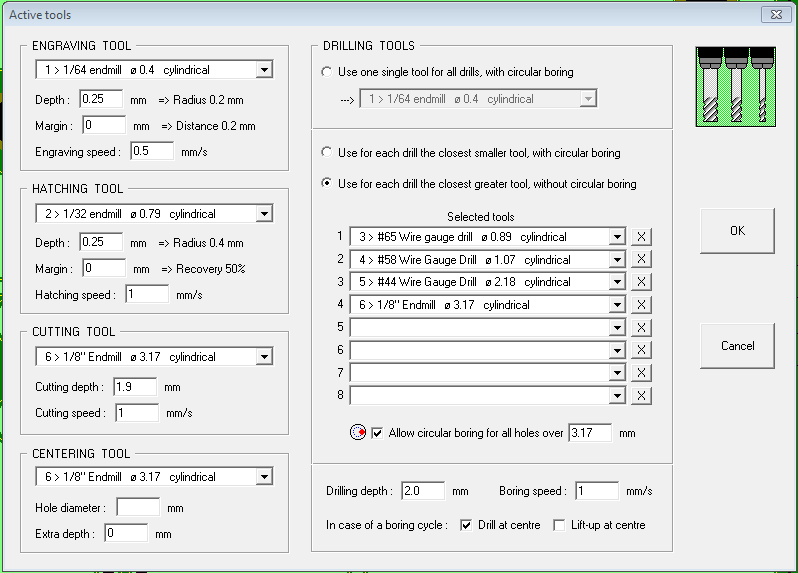 Active tools
ENGRAVING TOOL
1 > 1/64 endmill ø 0.4 cylindrical
Depth : 0.25 mm => Radius 0.2 mm
Margin : 0 mm => Distance 0.2 mm
Engraving speed : 0.5 mm/s
HATCHING TOOL
2 > 1/32 endmill ø 0.79 cylindrical
Depth : 0.25 mm => Radius 0.4 mm
Margin : 0 mm => Recovery 50%
Hatching speed : 1 mm/s
CUTTING TOOL
6 > 1/8" Endmill ø 3.17 cylindrical
Cutting depth : 1.9 mm
Cutting speed : 1 mm/s
CENTERING TOOL
6 > 1/8" Endmill ø 3.17 cylindrical
Hole diameter : mm
Extra depth : 0 mm
DRILLING TOOLS
Use one single tool for all drills, with circular boring
---> 1 > 1/64 endmill ø 0.4 cylindrical
Use for each drill the closest smaller tool, with circular boring
Use for each drill the closest greater tool, without circular boring
Selected tools
1 3 > #65 Wire gauge drill ø 0.89 cylindrical X
2 4 > #58 Wire Gauge Drill ø 1.07 cylindrical X
3 5 > #44 Wire Gauge Drill ø 2.18 cylindrical X
4 6 > 1/8" Endmill ø 3.17 cylindrical X
5 X
6 X
7 X
8 X
Allow circular boring for all holes over 3.17 mm
Drilling depth : 2.0 mm Boring speed : 1 mm/s
In case of a boring cycle : Drill at centre Lift-up at centre
OK
Cancel